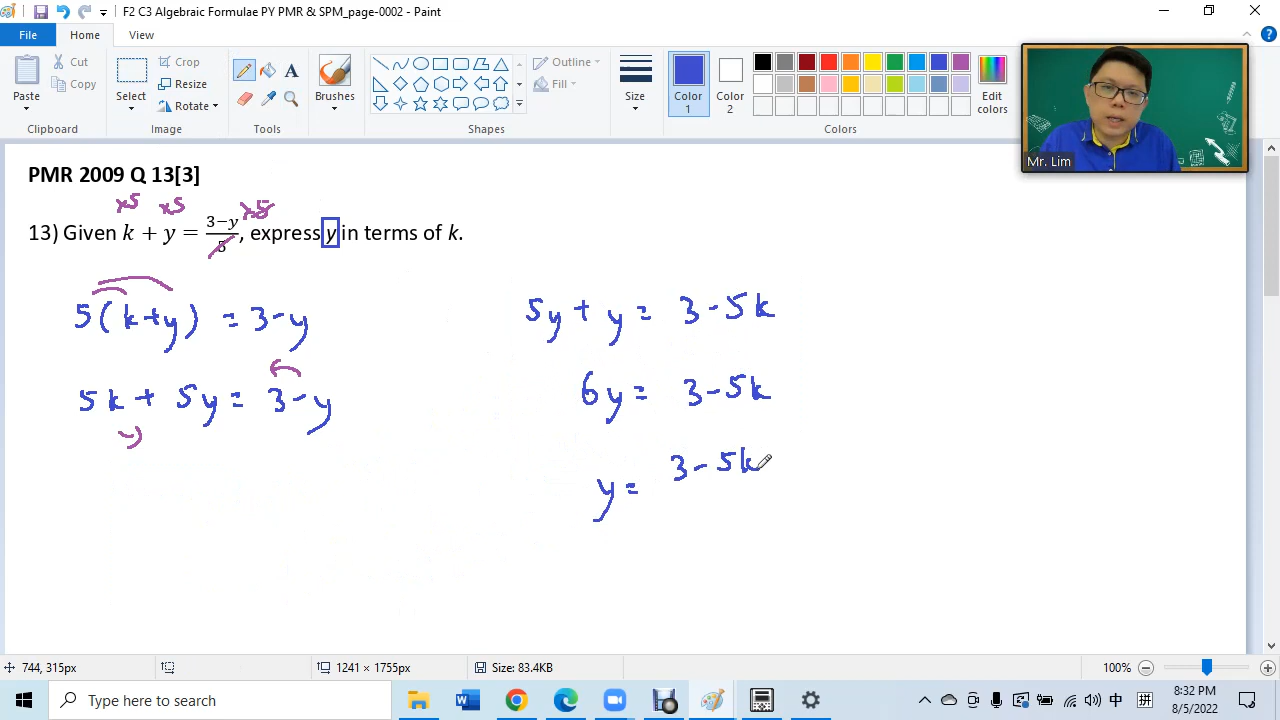 F2 C3 Algebraic Formulae PY PMR & SPM_page-0002 - Paint
File Home View
Paste Cut Copy Clipboard
Select Crop Resize Rotate Image
Tools
Brushes
Outline Fill Shapes
Size
Color 1 Color 2 Edit colors Colors
Mr. Lim
PMR 2009 Q 13[3]
×5 ×5 ×5
13) Given k + y = (3−y)/5, express y in terms of k.
5(k+y) = 3-y
5k + 5y = 3-y
5y + y = 3 - 5k
6y = 3 - 5k
y = 3 - 5k
744, 315px 1241 × 1755px Size: 83.4KB 100%
Type here to search
中 拼 8:32 PM
8/5/2022